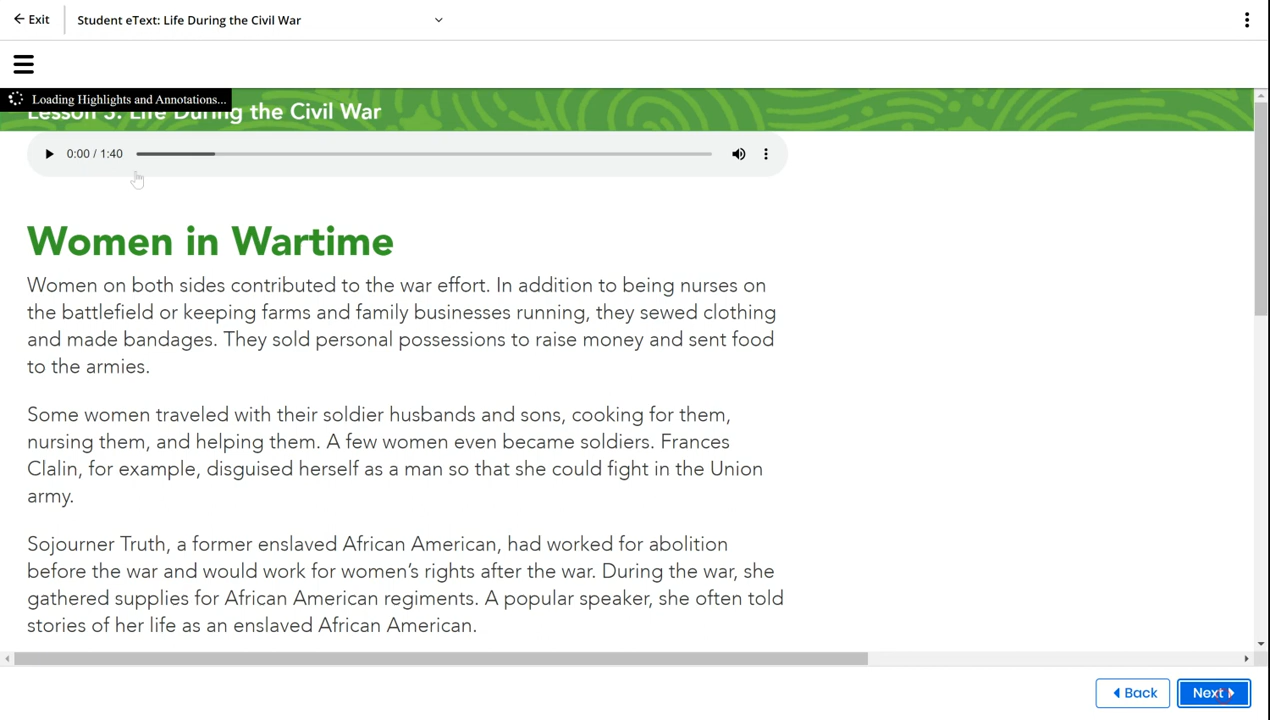 Exit
Student eText: Life During the Civil War
Loading Highlights and Annotations...
Lesson 5: Life During the Civil War
0:00 / 1:40
Women in Wartime
Women on both sides contributed to the war effort. In addition to being nurses on
the battlefield or keeping farms and family businesses running, they sewed clothing
and made bandages. They sold personal possessions to raise money and sent food
to the armies.
Some women traveled with their soldier husbands and sons, cooking for them,
nursing them, and helping them. A few women even became soldiers. Frances
Clalin, for example, disguised herself as a man so that she could fight in the Union
army.
Sojourner Truth, a former enslaved African American, had worked for abolition
before the war and would work for women’s rights after the war. During the war, she
gathered supplies for African American regiments. A popular speaker, she often told
stories of her life as an enslaved African American.
Back
Next